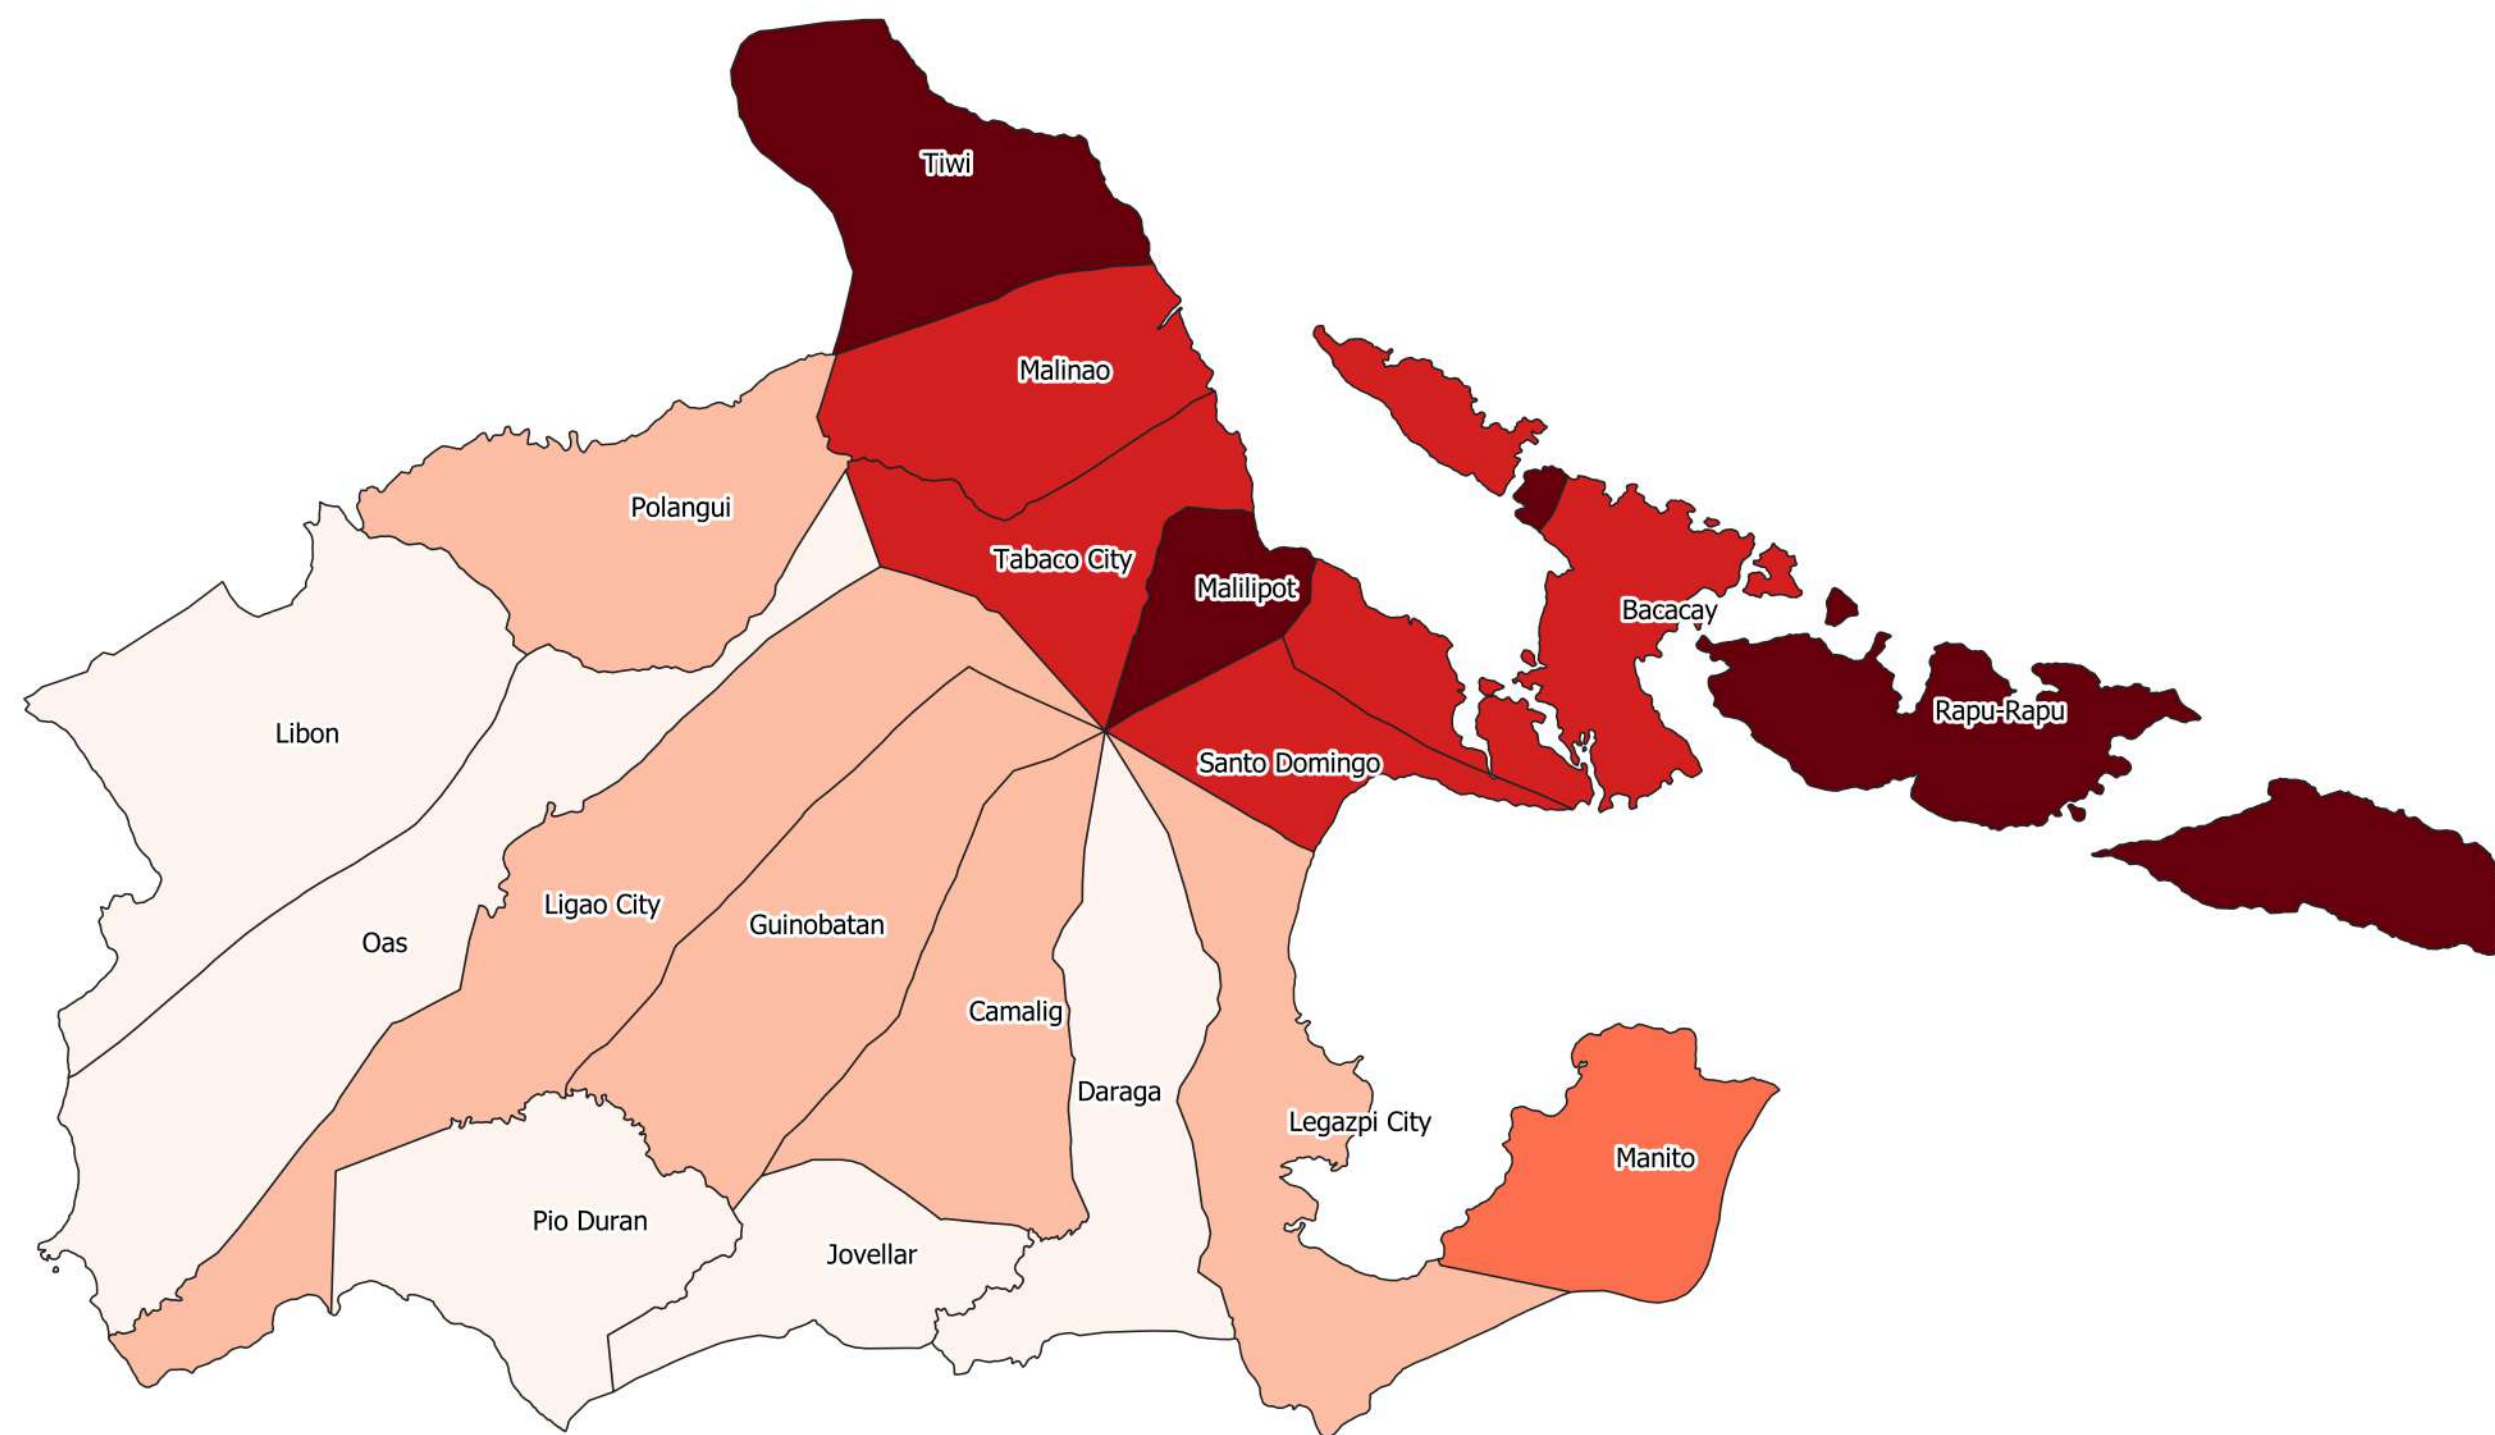 Tiwi
Malinao
Polangui
Tabaco City
Malilipot
Bacacay
Rapu-Rapu
Libon
Santo Domingo
Ligao City
Guinobatan
Oas
Camalig
Daraga
Legazpi City
Manito
Pio Duran
Jovellar